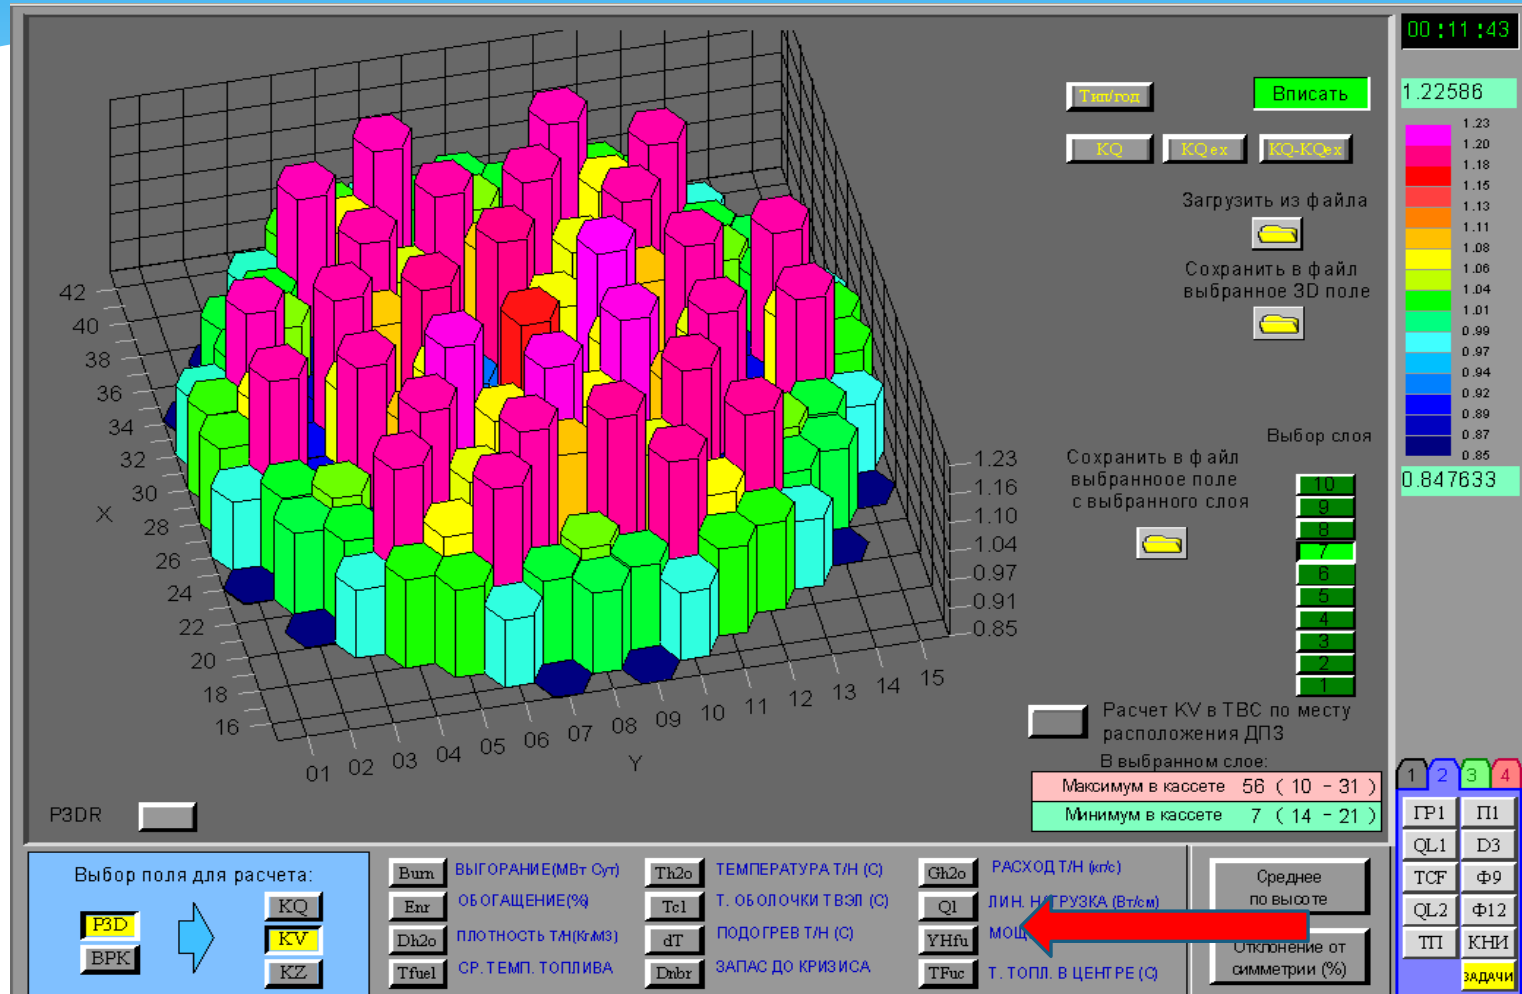 00:11:43
Тип/год
Вписать
1.22586
KQ
KQex
KQ-KQex
Загрузить из файла
Сохранить в файл
выбранное 3D поле
1.23
1.20
1.18
1.15
1.13
1.11
1.08
1.06
1.04
1.01
0.99
0.97
0.94
0.92
0.89
0.87
0.85
0.847633
42
40
38
36
34
32
30
28
26
24
22
20
18
16
X
01
02
03
04
05
06
07
08
09
10
11
12
13
14
15
Y
1.23
1.16
1.10
1.04
0.97
0.91
0.85
Выбор слоя
Сохранить в файл
выбранноое поле
с выбранного слоя
10
9
8
7
6
5
4
3
2
1
Расчет KV в ТВС по месту
расположения ДПЗ
В выбранном слое:
Максимум в кассете 56 ( 10 - 31 )
Минимум в кассете 7 ( 14 - 21 )
P3DR
1 2 3 4
ГР1 П1
QL1 D3
TCF Ф9
QL2 Ф12
ТП КНИ
ЗАДАЧИ
Выбор поля для расчета:
P3D
ВРК
KQ
KV
KZ
Burn ВЫГОРАНИЕ(МВт Сут)
Enr ОБОГАЩЕНИЕ(%)
Dh2o ПЛОТНОСТЬ Т/Н(Кг/М3)
Tfuel СР. ТЕМП. ТОПЛИВА
Th2o ТЕМПЕРАТУРА Т/Н (С)
Tcl Т. ОБОЛОЧКИ ТВЭЛ (С)
dT ПОДОГРЕВ Т/Н (С)
Dnbr ЗАПАС ДО КРИЗИСА
Gh2o РАСХОД Т/Н (кг/с)
Ql ЛИН. НАГРУЗКА (Вт/см)
YHfu
TFuc Т. ТОПЛ. В ЦЕНТРЕ (С)
Среднее
по высоте
Отклонение от
симметрии (%)